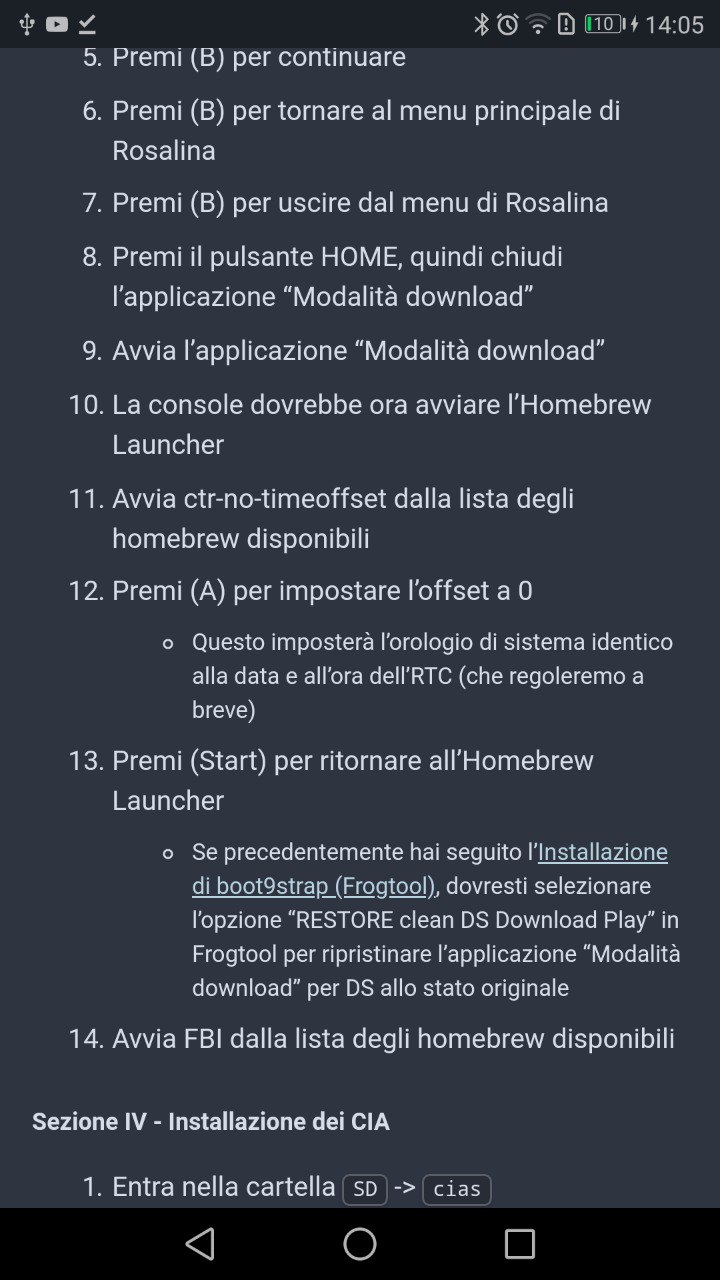 10 14:05
5. Premi (B) per continuare
6. Premi (B) per tornare al menu principale di
Rosalina
7. Premi (B) per uscire dal menu di Rosalina
8. Premi il pulsante HOME, quindi chiudi
l’applicazione “Modalità download”
9. Avvia l’applicazione “Modalità download”
10. La console dovrebbe ora avviare l’Homebrew
Launcher
11. Avvia ctr-no-timeoffset dalla lista degli
homebrew disponibili
12. Premi (A) per impostare l’offset a 0
Questo imposterà l’orologio di sistema identico
alla data e all’ora dell’RTC (che regoleremo a
breve)
13. Premi (Start) per ritornare all’Homebrew
Launcher
Se precedentemente hai seguito l’Installazione
di boot9strap (Frogtool), dovresti selezionare
l’opzione “RESTORE clean DS Download Play” in
Frogtool per ripristinare l’applicazione “Modalità
download” per DS allo stato originale
14. Avvia FBI dalla lista degli homebrew disponibili
Sezione IV - Installazione dei CIA
1. Entra nella cartella SD -> cias